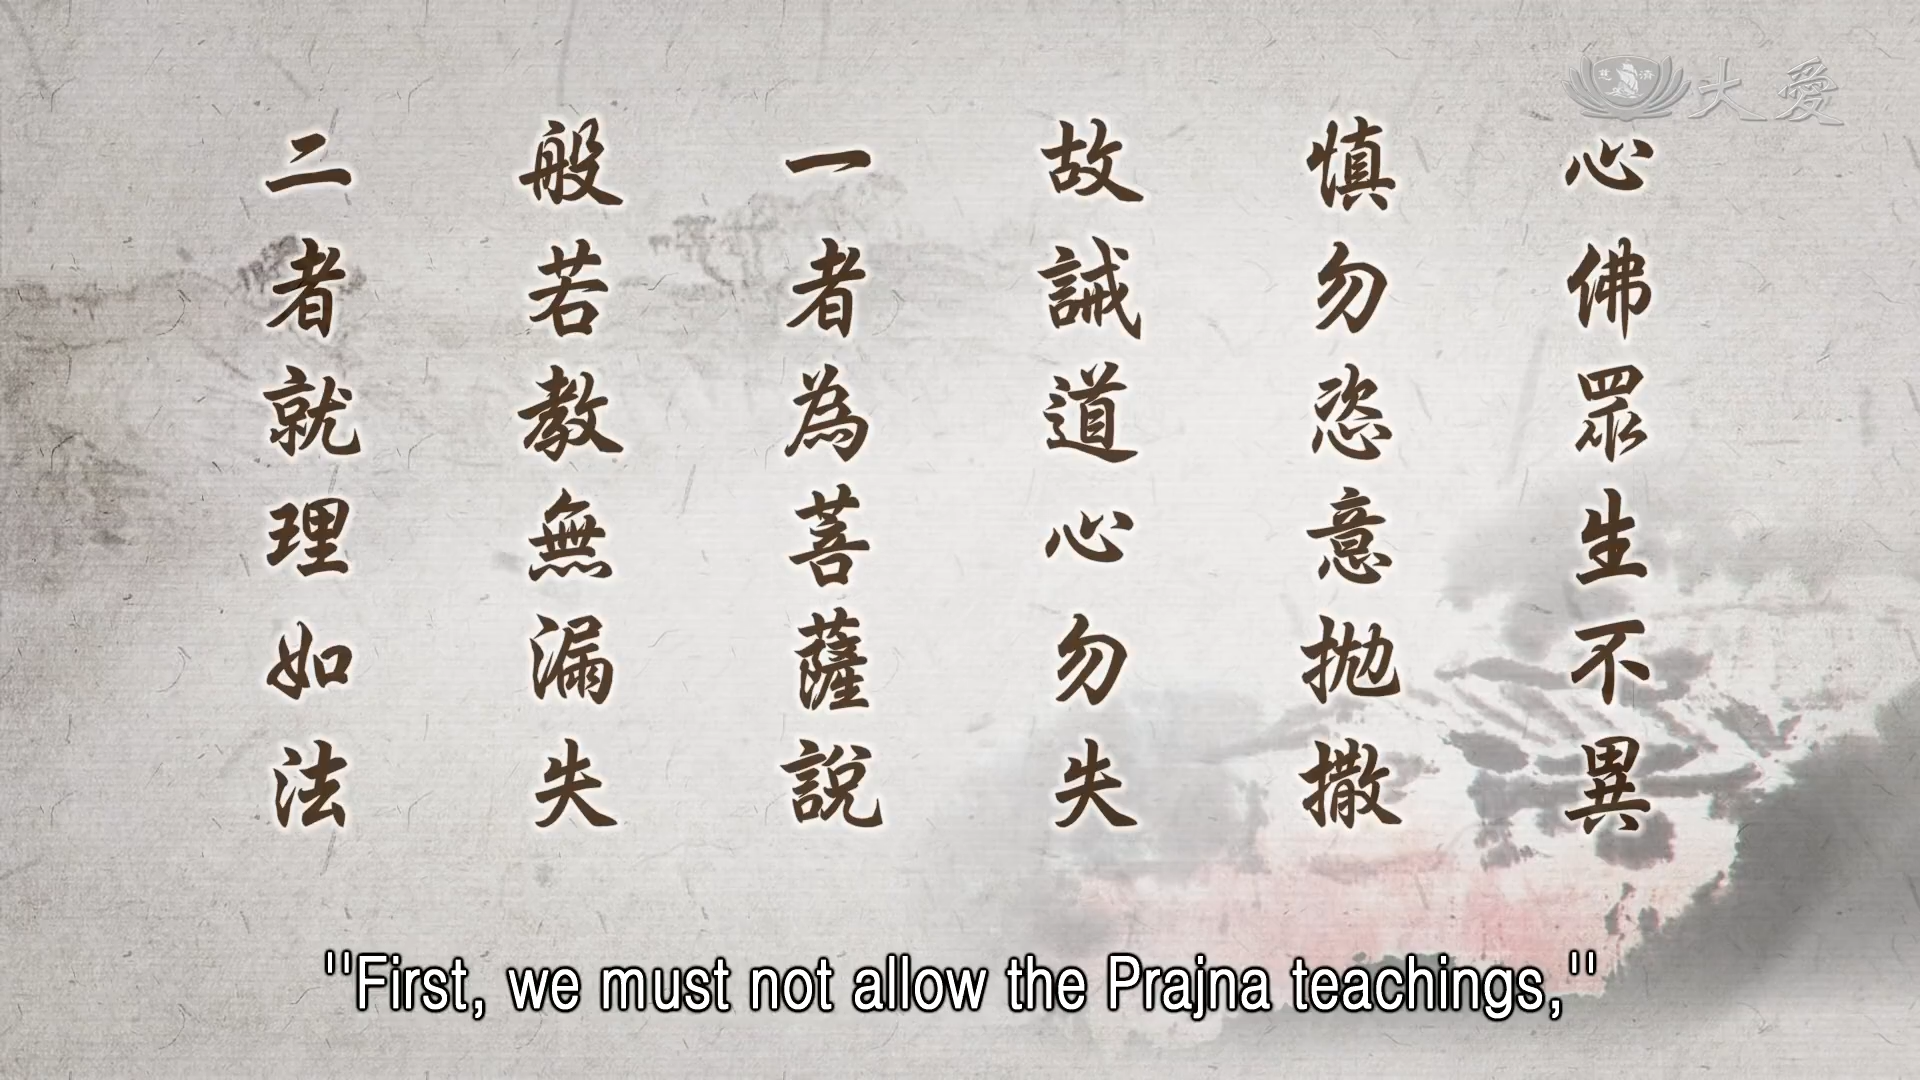 心佛眾生不異
慎勿恣意拋撒
故誡道心勿失
一者為菩薩說
般若教無漏失
二者就理如法
慈濟
大愛
"First, we must not allow the Prajna teachings,"